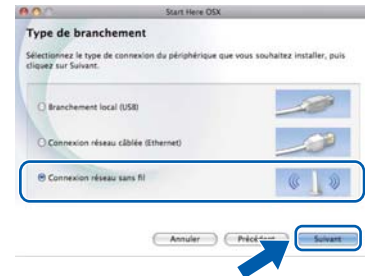 Start Here OSX
Type de branchement
Sélectionnez le type de connexion du périphérique que vous souhaitez installer, puis
cliquez sur Suivant.
Branchement local (USB)
Connexion réseau câblée (Ethernet)
Connexion réseau sans fil
Annuler Précédent Suivant